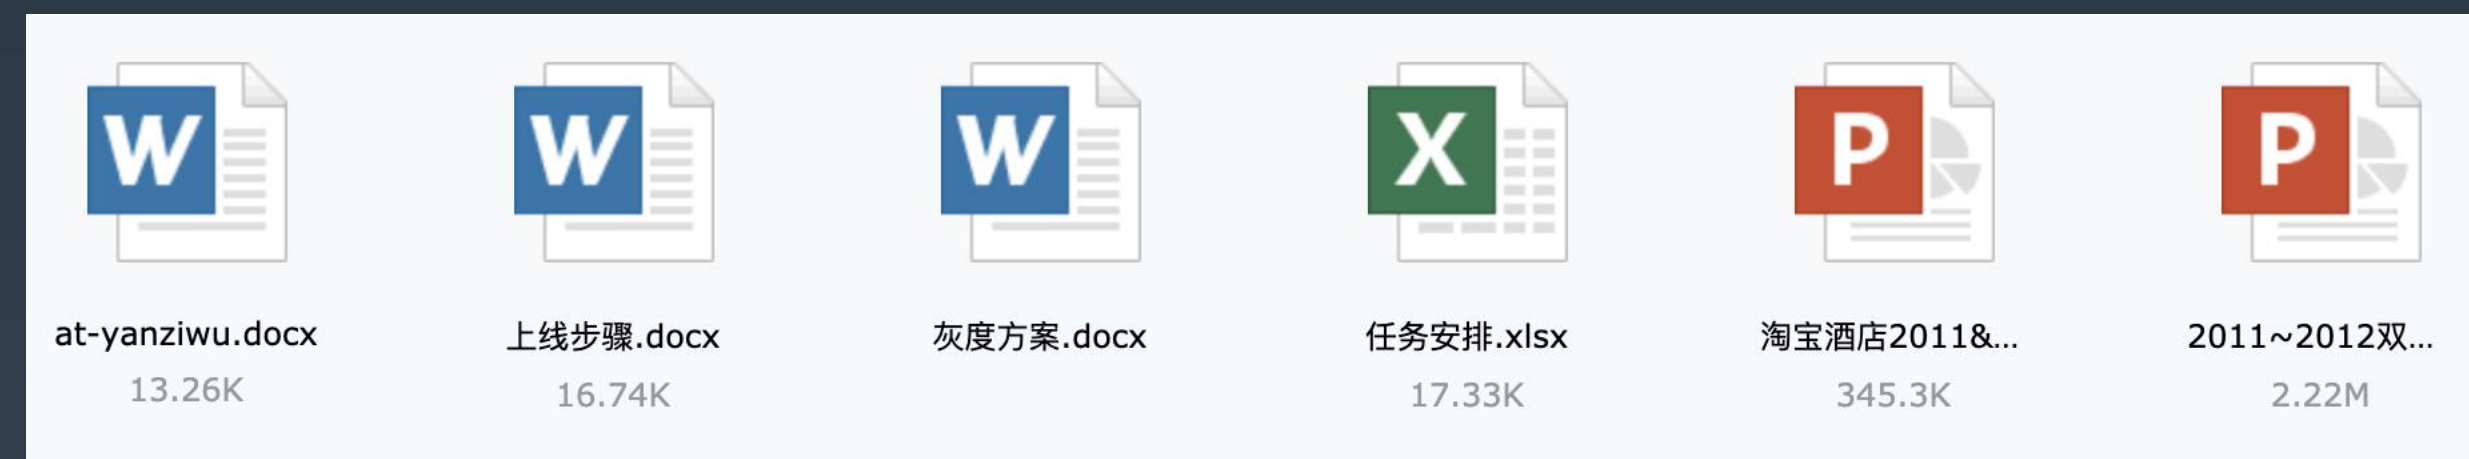 W W W X P P
at-yanziwu.docx 上线步骤.docx 灰度方案.docx 任务安排.xlsx 淘宝酒店2011&... 2011~2012双...
13.26K 16.74K 17.33K 345.3K 2.22M